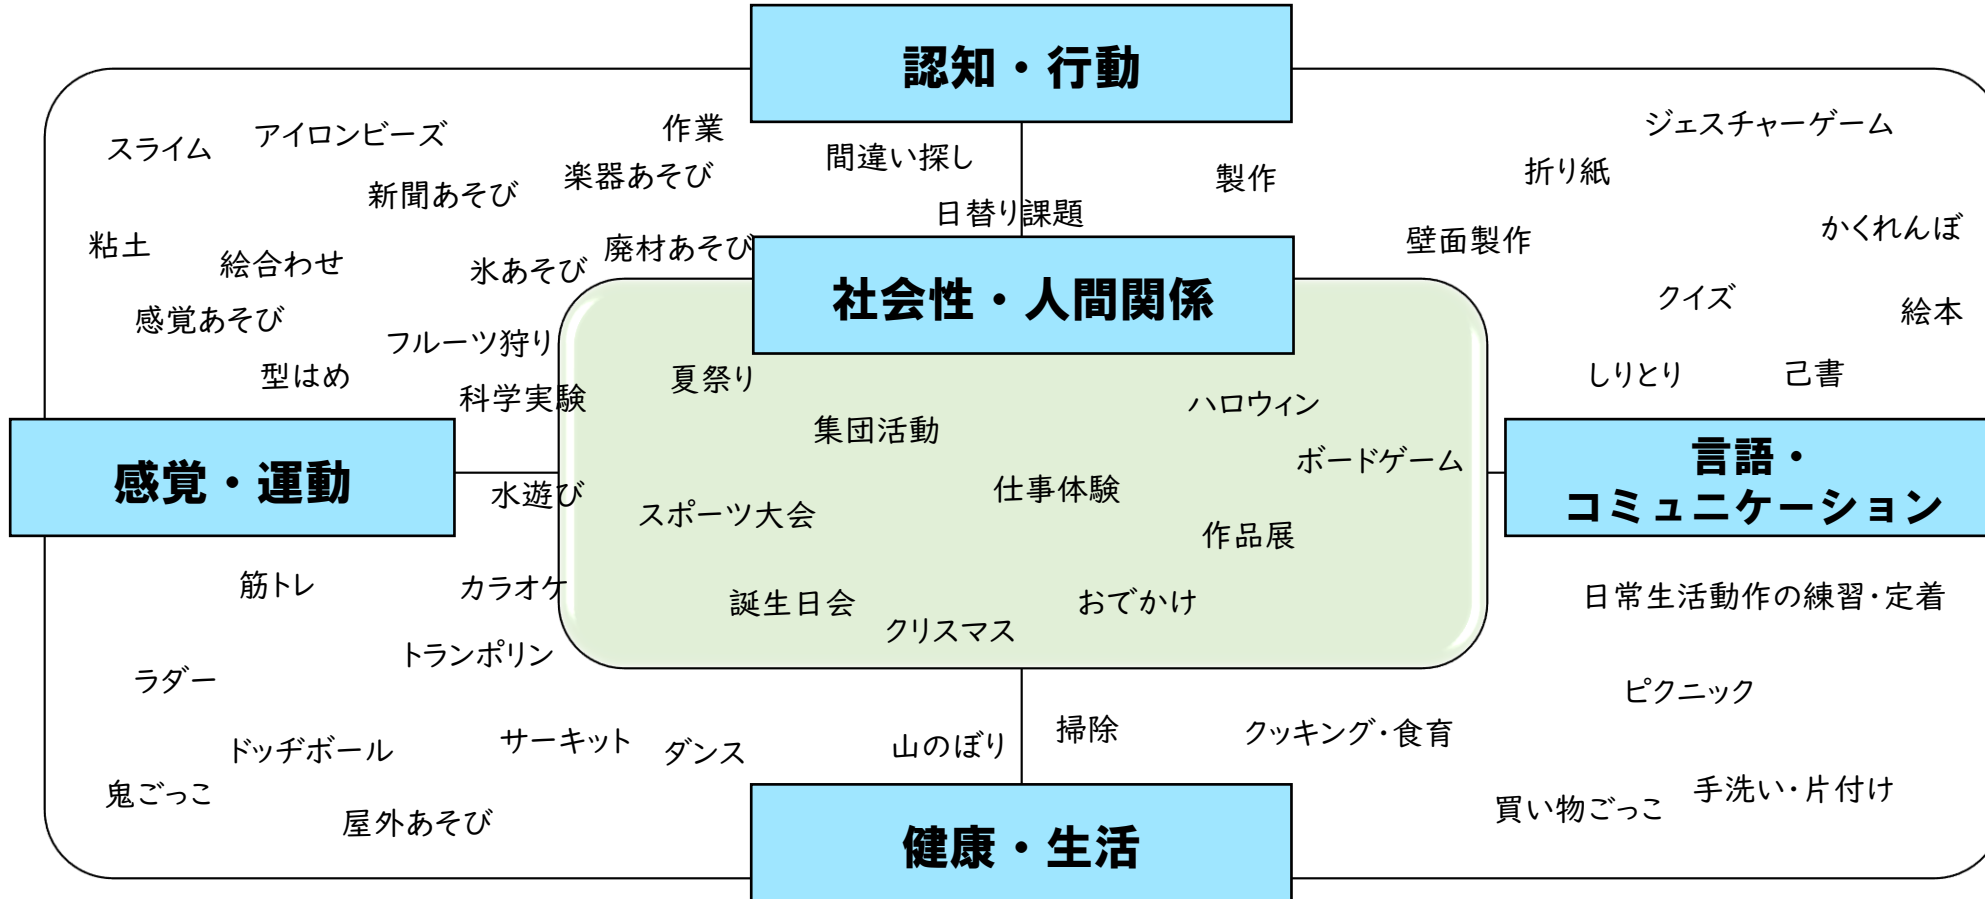 認知・行動
スライム
アイロンビーズ
作業
間違い探し
ジェスチャーゲーム
新聞あそび
楽器あそび
製作
折り紙
日替り課題
粘土
絵合わせ
氷あそび
廃材あそび
壁面製作
かくれんぼ
社会性・人間関係
感覚あそび
フルーツ狩り
クイズ
絵本
型はめ
科学実験
夏祭り
ハロウィン
しりとり
己書
集団活動
ボードゲーム
感覚・運動
言語・
コミュニケーション
水遊び
スポーツ大会
仕事体験
作品展
筋トレ
カラオケ
誕生日会
クリスマス
おでかけ
日常生活動作の練習・定着
ラダー
トランポリン
ピクニック
ドッヂボール
サーキット
ダンス
山のぼり
掃除
クッキング・食育
鬼ごっこ
屋外あそび
買い物ごっこ
手洗い・片付け
健康・生活